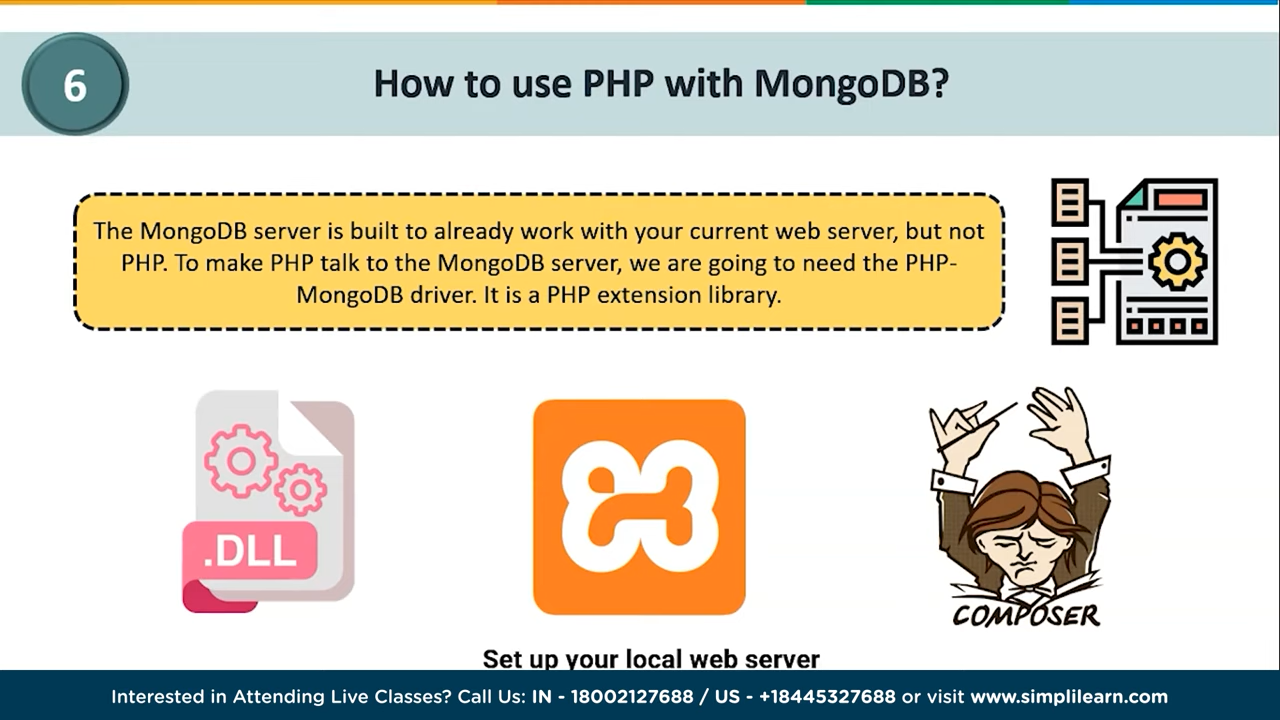 6
How to use PHP with MongoDB?
The MongoDB server is built to already work with your current web server, but not
PHP. To make PHP talk to the MongoDB server, we are going to need the PHP-
MongoDB driver. It is a PHP extension library.
.DLL
COMPOSER
Set up your local web server
Interested in Attending Live Classes? Call Us: IN - 18002127688 / US - +18445327688 or visit www.simplilearn.com